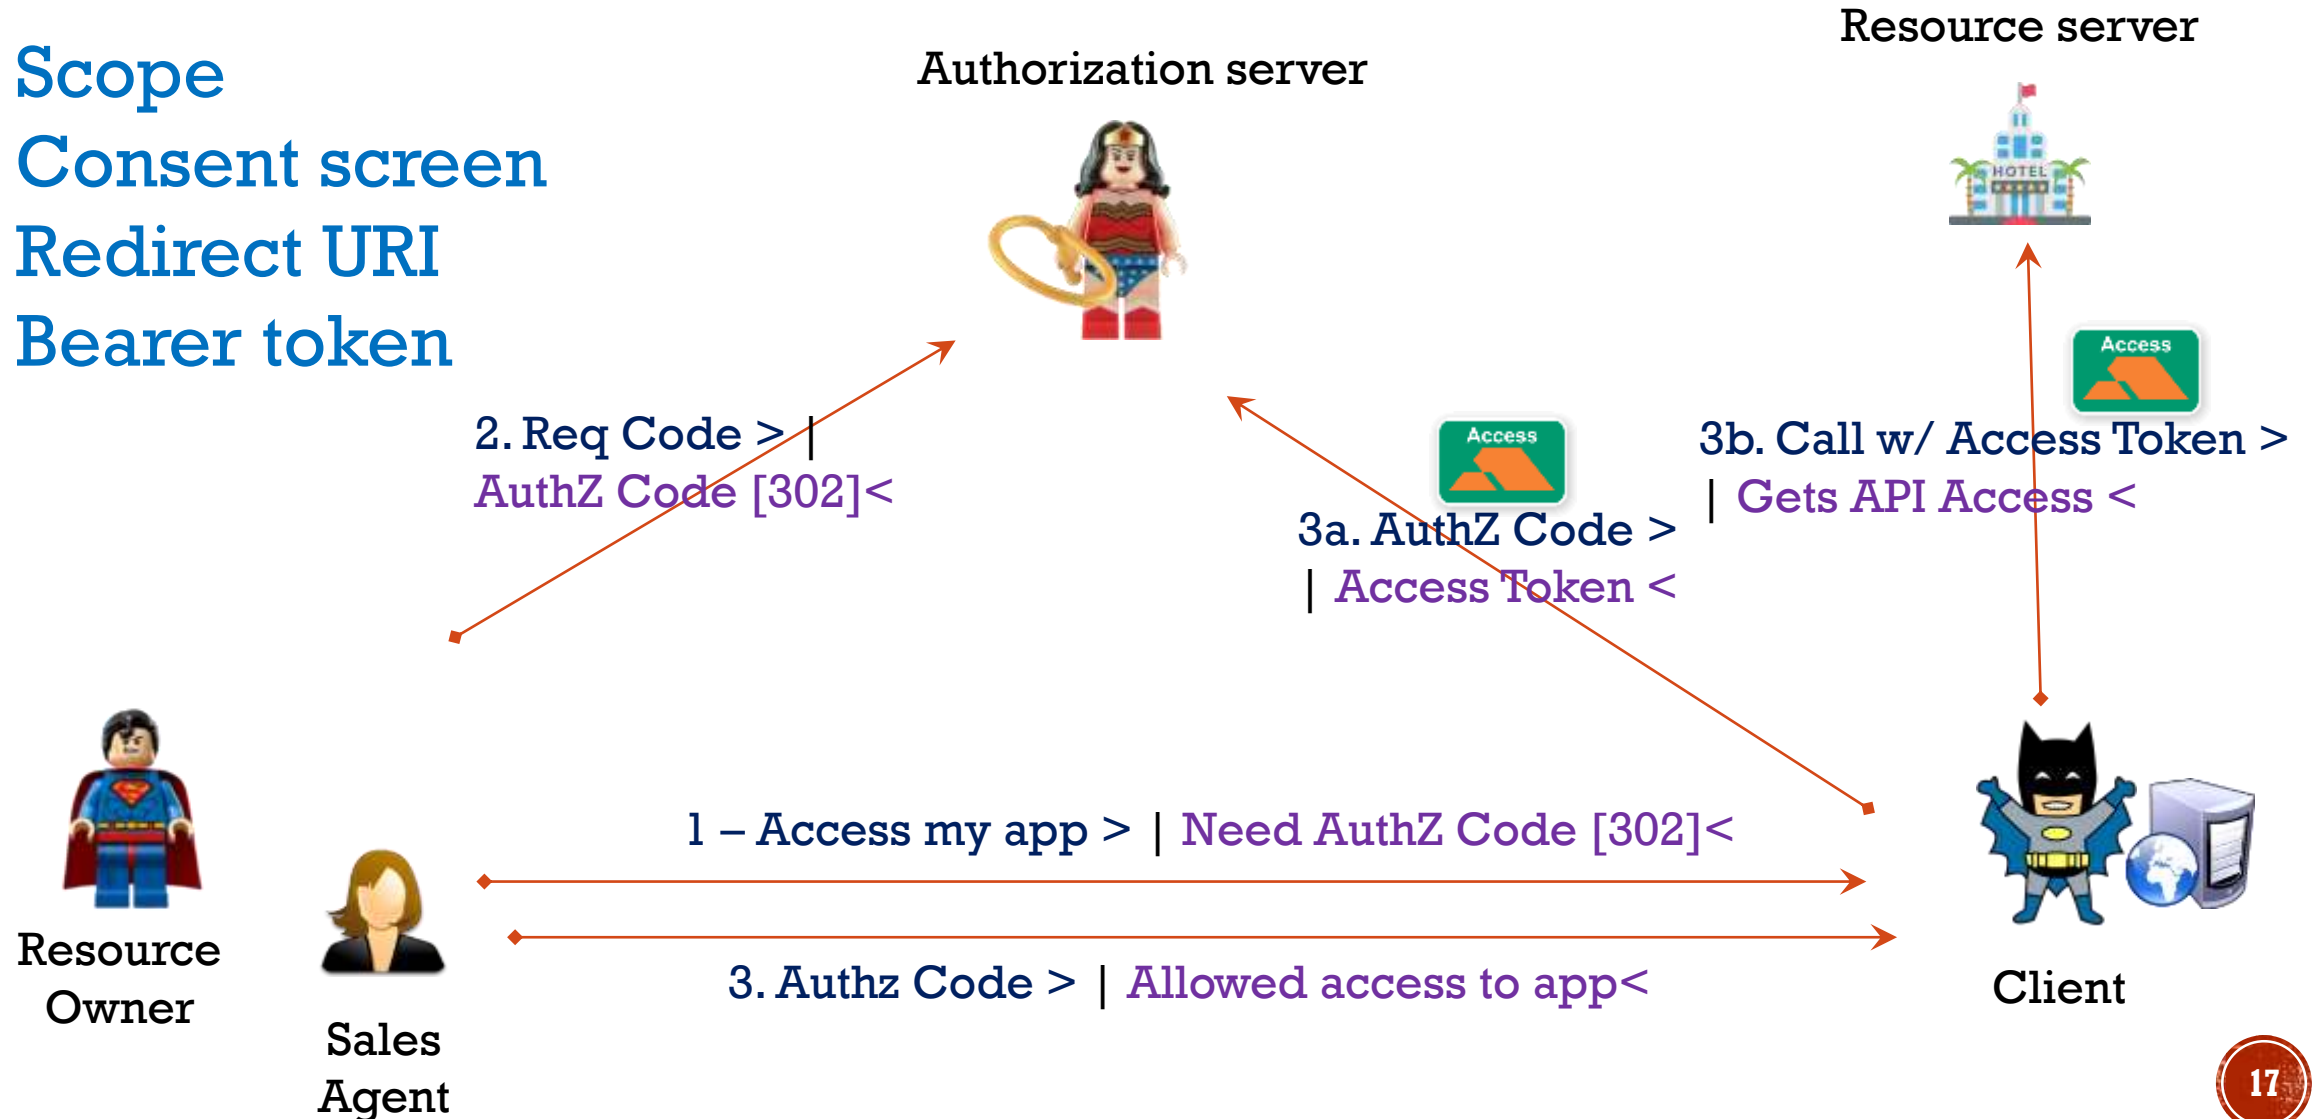 Scope
Consent screen
Redirect URI
Bearer token
Authorization server
Resource server
HOTEL
Access
Access
2. Req Code > |
AuthZ Code [302]<
3a. AuthZ Code >
| Access Token <
3b. Call w/ Access Token >
| Gets API Access <
1 – Access my app > | Need AuthZ Code [302]<
3. Authz Code > | Allowed access to app<
Resource
Owner
Sales
Agent
Client
17